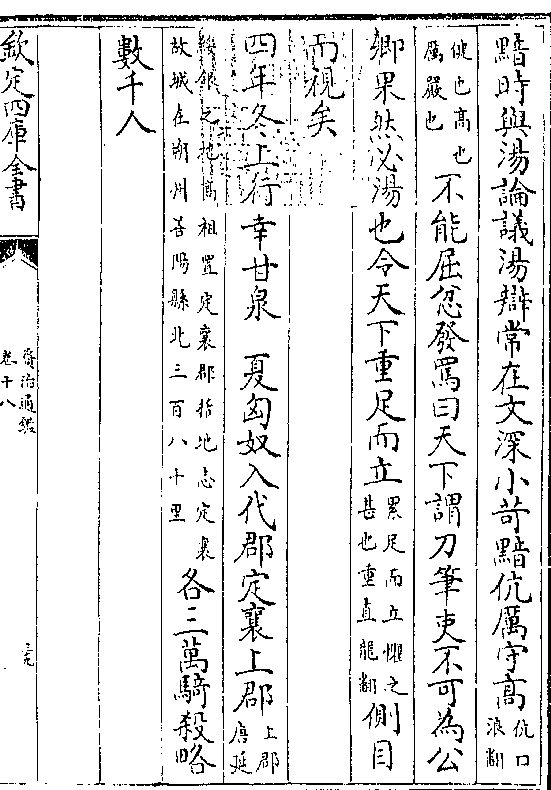 黯時與湯論議湯辯常在文深小苛黯伉厲守高伉口浪翻
健也髙也厲嚴也不能屈忿發罵曰天下謂刀筆吏不可為公
卿果然必湯也令天下重足而立累足而立懼之甚也重直龍翻側目
而視矣
四年冬上行幸甘泉 夏匈奴入代郡定襄上郡上郡唐延
綏銀之地髙祖置定襄郡括地志定襄故城在朔州善陽縣北三百八十里各三萬騎殺略
數千人
欽定四庫全書
資治通鑑
卷十八